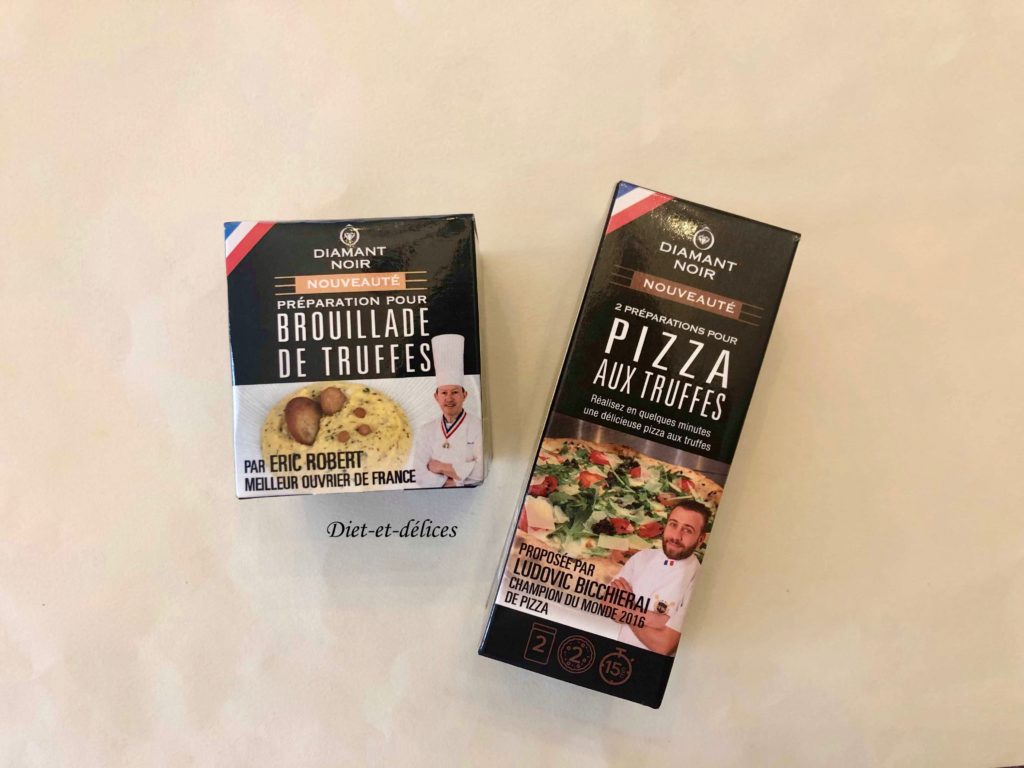 DIAMANT
NOIR
NOUVEAUTÉ
PRÉPARATION POUR
BROUILLADE
DE TRUFFES
PAR ERIC ROBERT
MEILLEUR OUVRIER DE FRANCE
Diet-et-délices
DIAMANT
NOIR
NOUVEAUTÉ
2 PRÉPARATIONS POUR
PIZZA
AUX TRUFFES
Réalisez en quelques minutes
une délicieuse pizza aux truffes
PROPOSÉE PAR
LUDOVIC BICCHIERAI
CHAMPION DU MONDE 2016
DE PIZZA
2 2 15